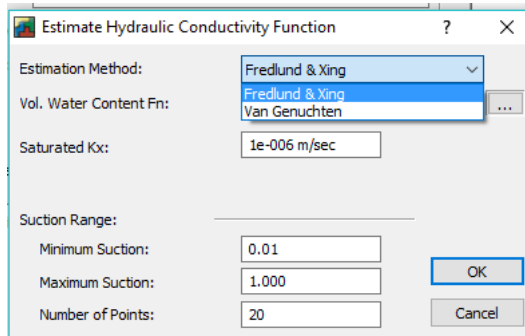 Estimate Hydraulic Conductivity Function ? X
Estimation Method: Fredlund & Xing
Fredlund & Xing
Vol. Water Content Fn: Van Genuchten ...
Saturated Kx: 1e-006 m/sec
Suction Range:
Minimum Suction: 0.01
Maximum Suction: 1.000
Number of Points: 20
OK
Cancel